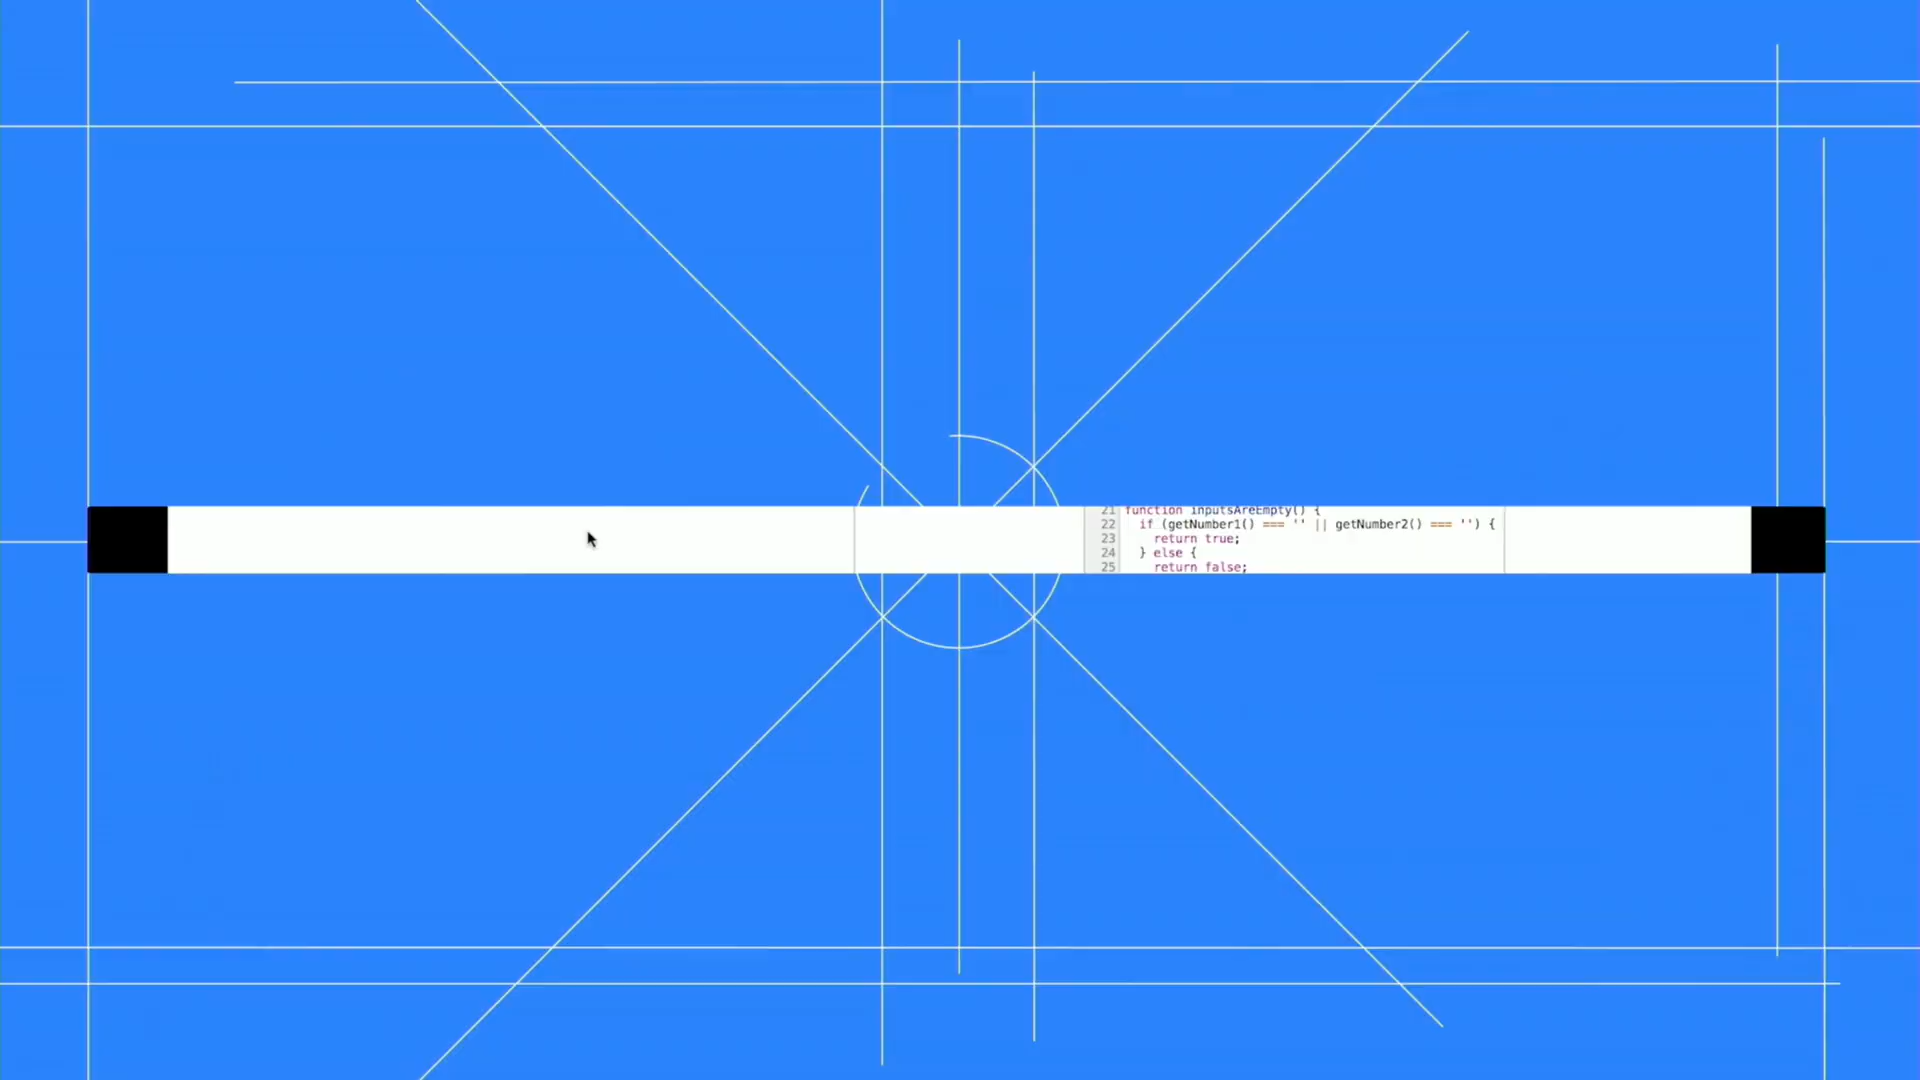 21 function inputsAreEmpty() {
22 if (getNumber1() === '' || getNumber2() === '') {
23 return true;
24 } else {
25 return false;